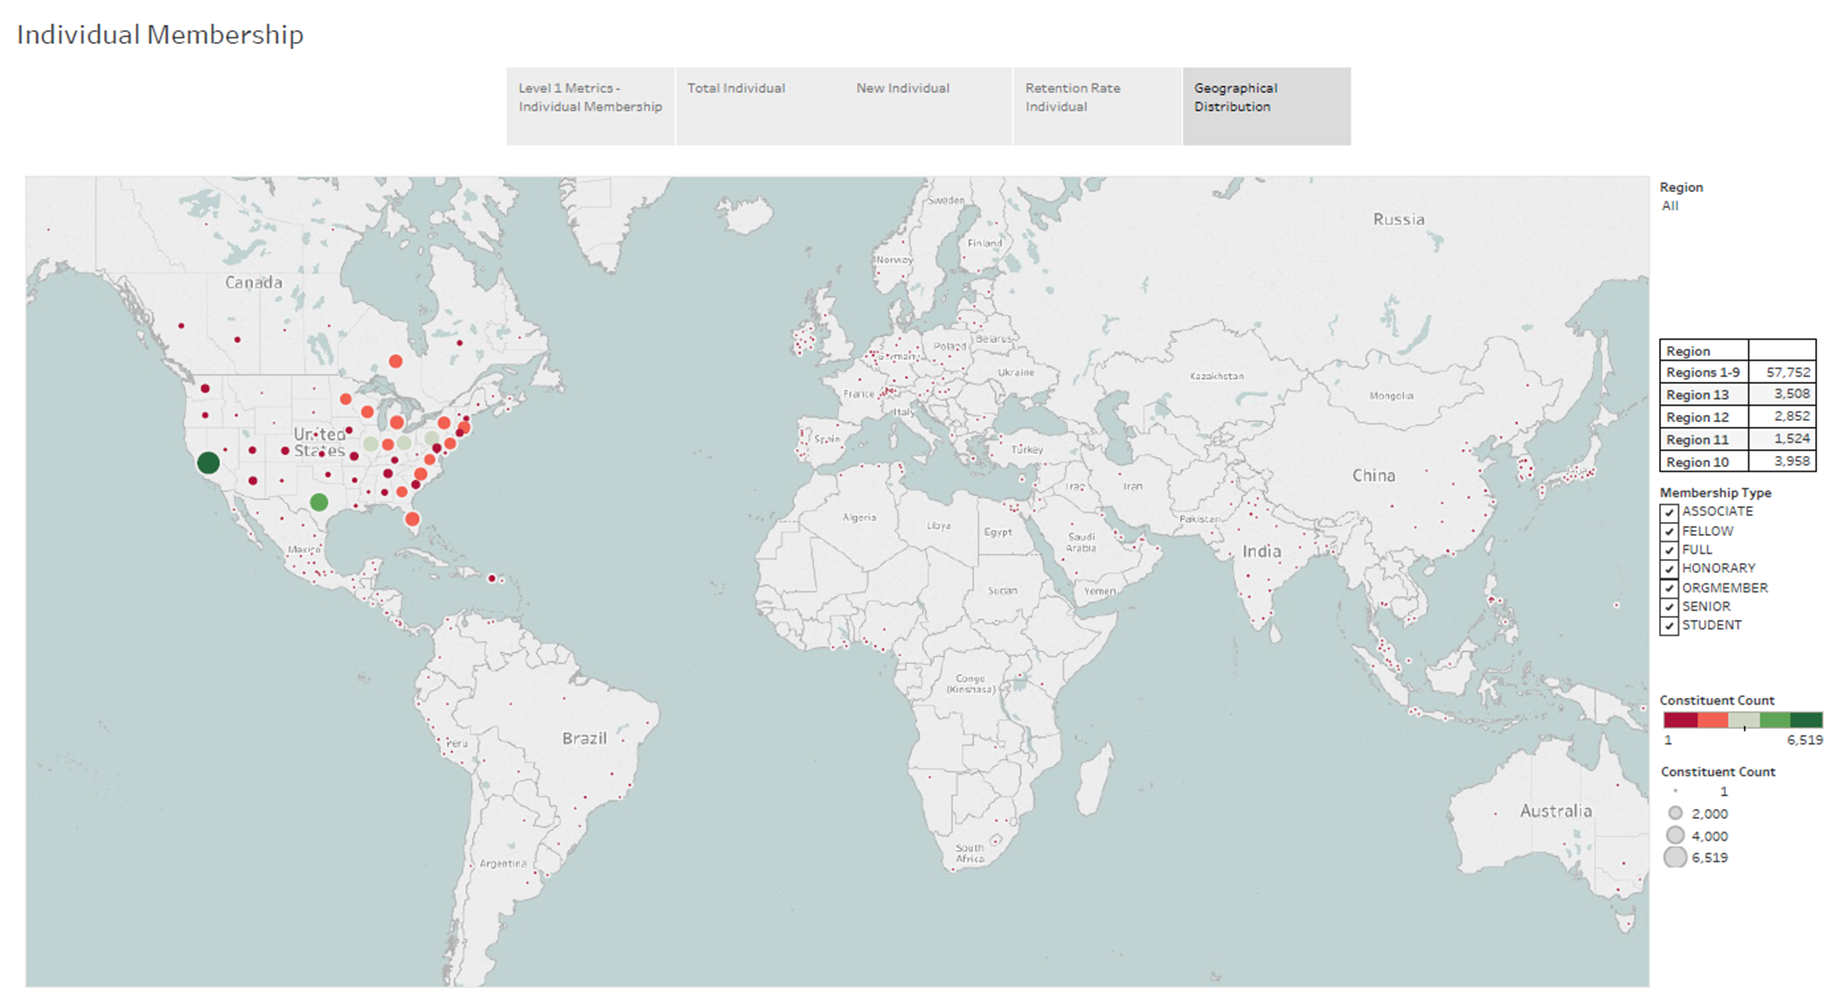 Individual Membership
Level 1 Metrics -
Individual Membership
Total Individual
New Individual
Retention Rate
Individual
Geographical
Distribution
Region
All
Sweden
Russia
Finland
Norway
Canada
Poland
Belarus
Germany
Ukraine
Kazakhstan
France
Mongolia
Italy
United
States
Spain
Turkey
China
Iraq
Iran
Algeria
Libya
Egypt
Pakistan
Saudi
Arabia
India
Mexico
Sudan
Yemen
Congo
(Kinshasa)
Peru
Brazil
Australia
South
Africa
Argentina
Region
Regions 1-9 57,752
Region 13 3,508
Region 12 2,852
Region 11 1,524
Region 10 3,958
Membership Type
ASSOCIATE
FELLOW
FULL
HONORARY
ORGMEMBER
SENIOR
STUDENT
Constituent Count
1 6,519
Constituent Count
1
2,000
4,000
6,519